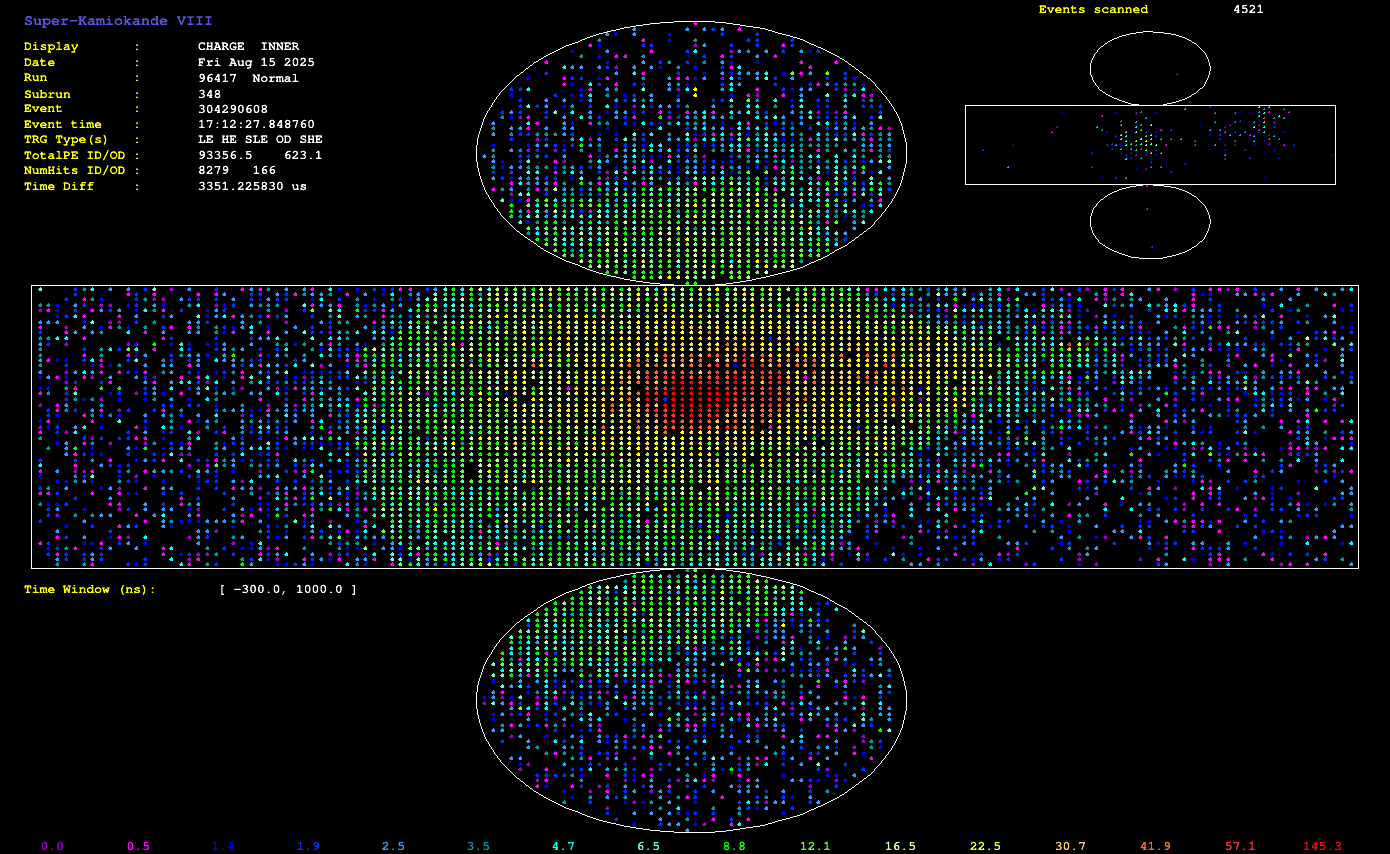 Super-Kamiokande VIII
Events scanned 4521
Display : CHARGE INNER
Date : Fri Aug 15 2025
Run : 96417 Normal
Subrun : 348
Event : 304290608
Event time : 17:12:27.848760
TRG Type(s) : LE HE SLE OD SHE
TotalPE ID/OD : 93356.5 623.1
NumHits ID/OD : 8279 166
Time Diff : 3351.225830 us
Time Window (ns): [ -300.0, 1000.0 ]
0.0 0.5 1.4 1.9 2.5 3.5 4.7 6.5 8.8 12.1 16.5 22.5 30.7 41.9 57.1 145.3